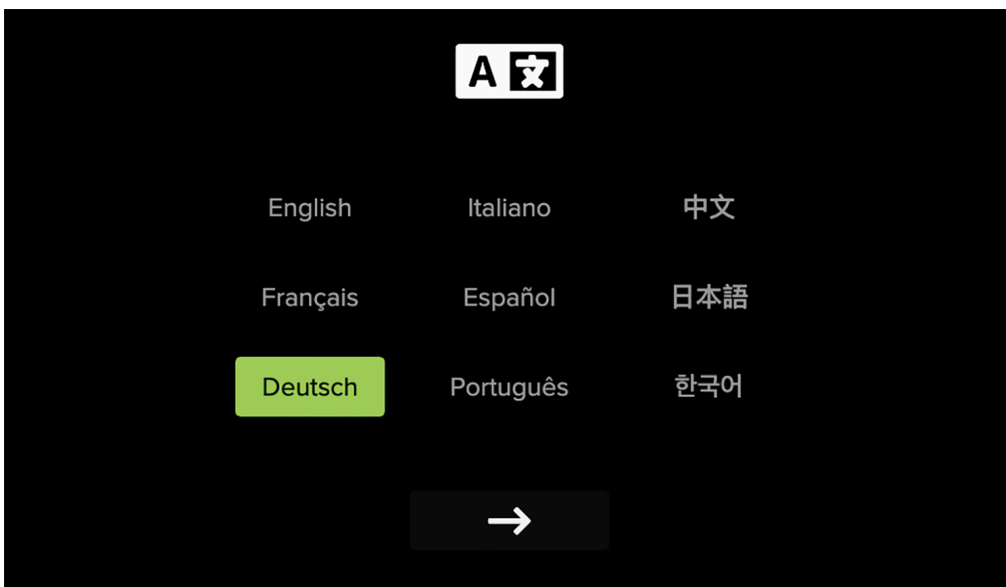 A 文
English Italiano 中文
Français Español 日本語
Deutsch Português 한국어